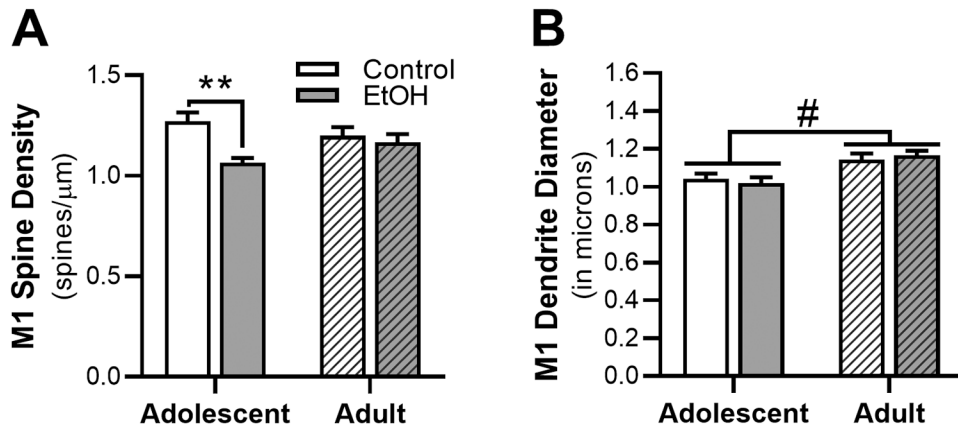 A
M1 Spine Density
(spines/μm)
1.5
1.0
0.5
0.0
**
Control
EtOH
Adolescent
Adult
B
M1 Dendrite Diameter
(in microns)
1.6
1.4
1.2
1.0
0.8
0.6
0.4
0.2
0.0
#
Adolescent
Adult